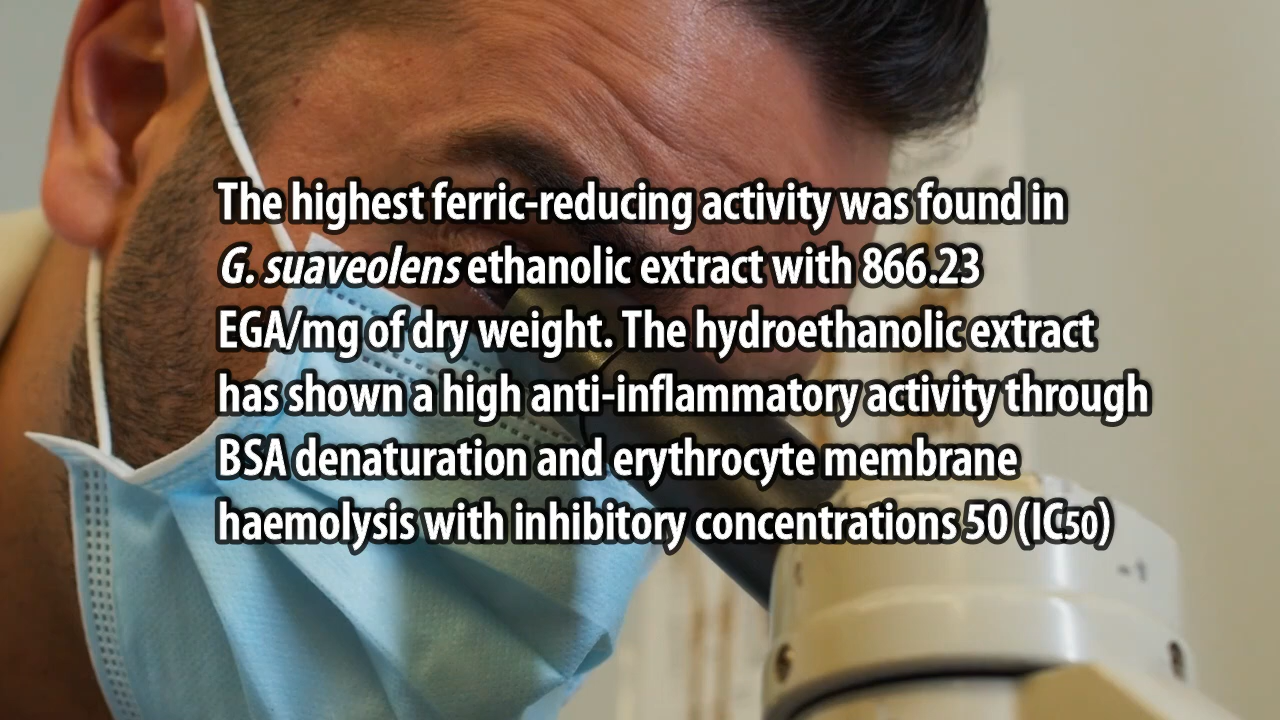 The highest ferric-reducing activity was found in
G. suaveolens ethanolic extract with 866.23
EGA/mg of dry weight. The hydroethanolic extract
has shown a high anti-inflammatory activity through
BSA denaturation and erythrocyte membrane
haemolysis with inhibitory concentrations 50 (IC50)